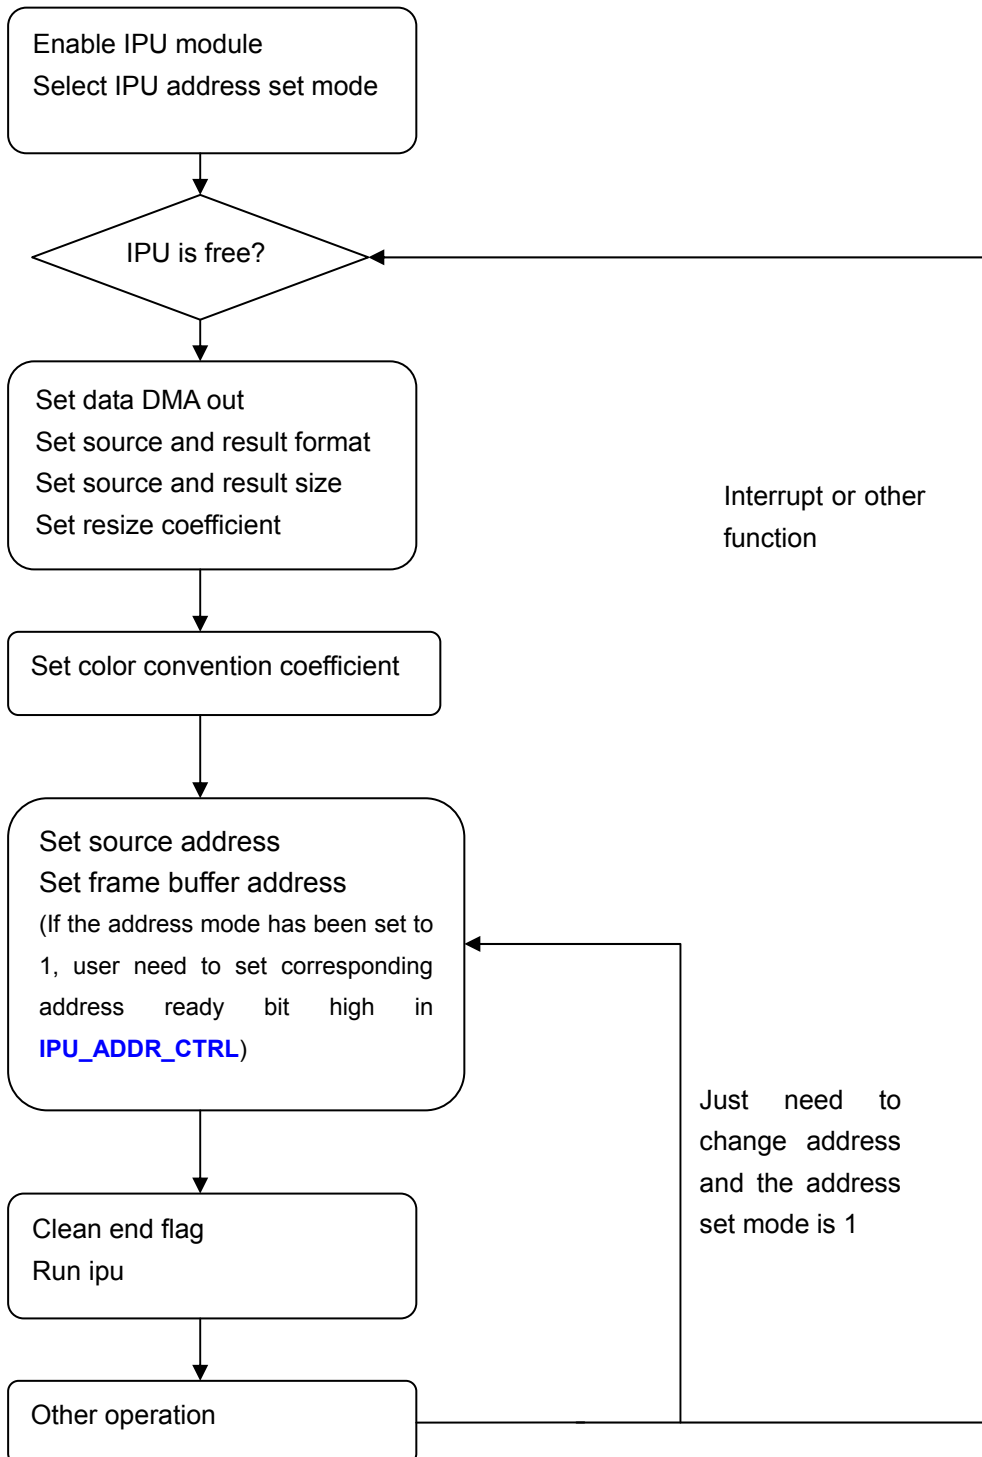 Enable IPU module
Select IPU address set mode
IPU is free?
Set data DMA out
Set source and result format
Set source and result size
Set resize coefficient
Interrupt or other
function
Set color convention coefficient
Set source address
Set frame buffer address
(If the address mode has been set to
1, user need to set corresponding
address ready bit high in
IPU_ADDR_CTRL)
Just need to
change address
and the address
set mode is 1
Clean end flag
Run ipu
Other operation